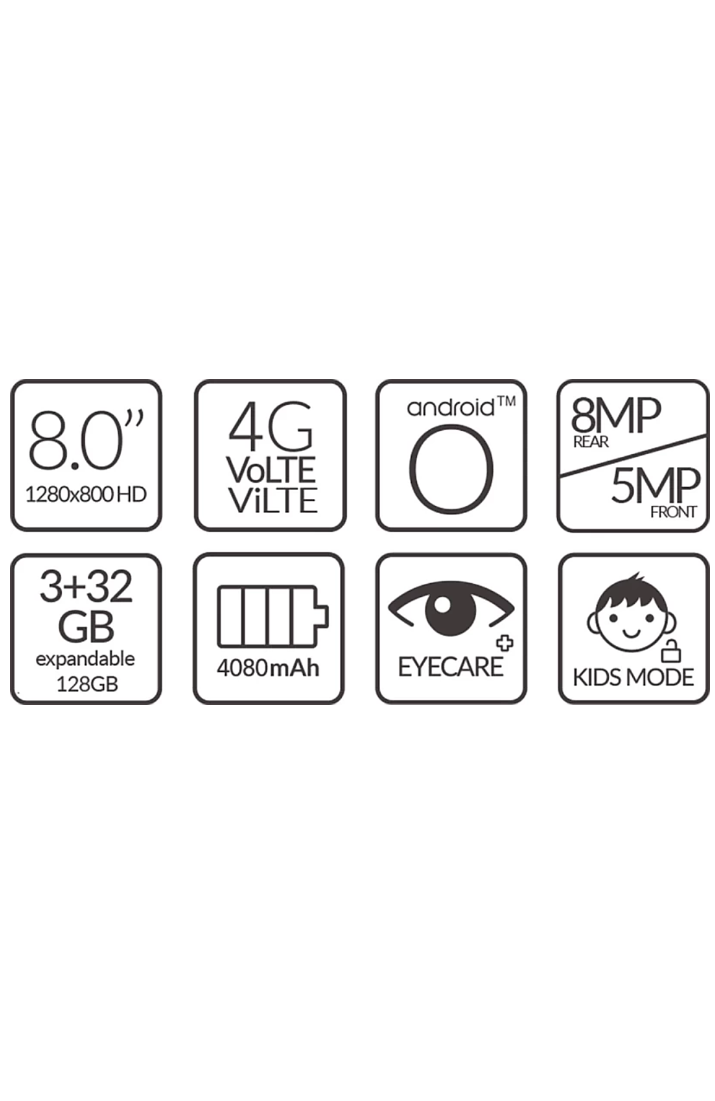 8.0”
1280x800 HD
4G
VoLTE
ViLTE
android™
O
8MP
REAR
5MP
FRONT
3+32
GB
expandable
128GB
4080mAh
EYECARE
KIDS MODE